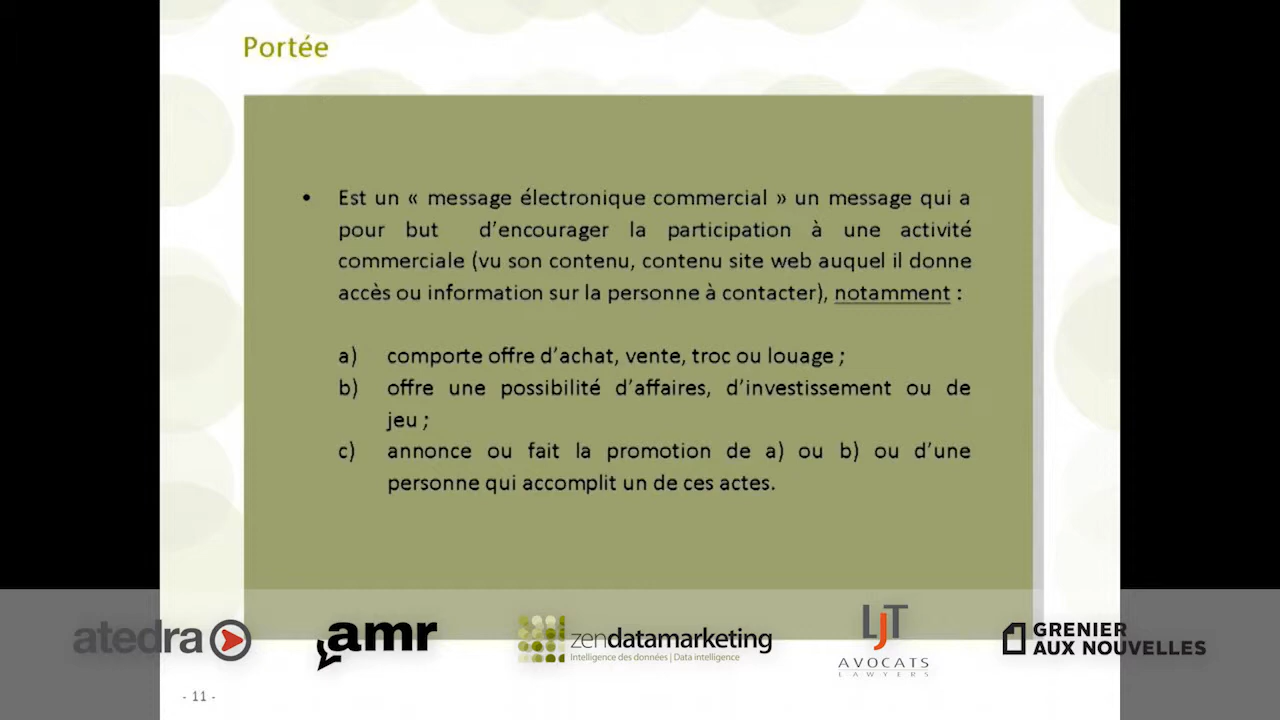 Portée
• Est un « message électronique commercial » un message qui a
pour but d’encourager la participation à une activité
commerciale (vu son contenu, contenu site web auquel il donne
accès ou information sur la personne à contacter), notamment :
a) comporte offre d’achat, vente, troc ou louage ;
b) offre une possibilité d’affaires, d’investissement ou de
jeu ;
c) annonce ou fait la promotion de a) ou b) ou d’une
personne qui accomplit un de ces actes.
atedra
amr
zendatamarketing
Intelligence des données | Data intelligence
LJT
AVOCATS
LAWYERS
GRENIER
AUX NOUVELLES
- 11 -